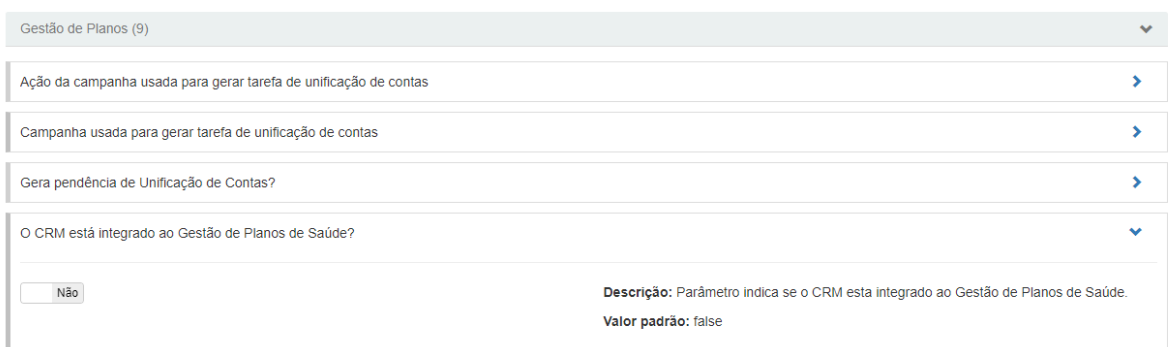 Gestão de Planos (9)
Ação da campanha usada para gerar tarefa de unificação de contas
Campanha usada para gerar tarefa de unificação de contas
Gera pendência de Unificação de Contas?
O CRM está integrado ao Gestão de Planos de Saúde?
Não
Descrição: Parâmetro indica se o CRM esta integrado ao Gestão de Planos de Saúde.
Valor padrão: false